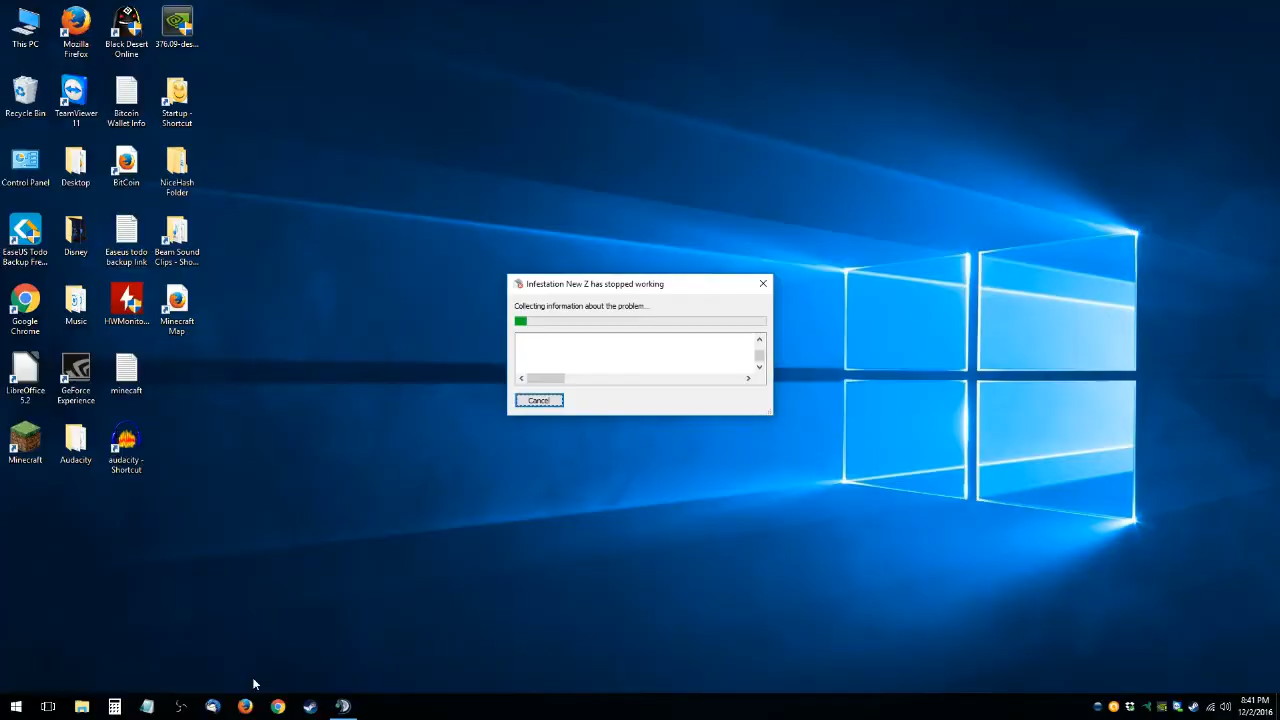 This PC
Mozilla
Firefox
Black Desert
Online
376.09-des...
Recycle Bin
TeamViewer
11
Bitcoin
Wallet Info
Startup -
Shortcut
Control Panel
Desktop
BitCoin
NiceHash
Folder
EaseUS Todo
Backup Fre...
Disney
Easeus todo
backup link
Beam Sound
Clips - Sho...
Google
Chrome
Music
HWMonito...
Minecraft
Map
LibreOffice
5.2
GeForce
Experience
minecaft
Minecraft
Audacity
audacity -
Shortcut
Infestation New Z has stopped working
Collecting information about the problem...
Cancel
8:41 PM
12/2/2016